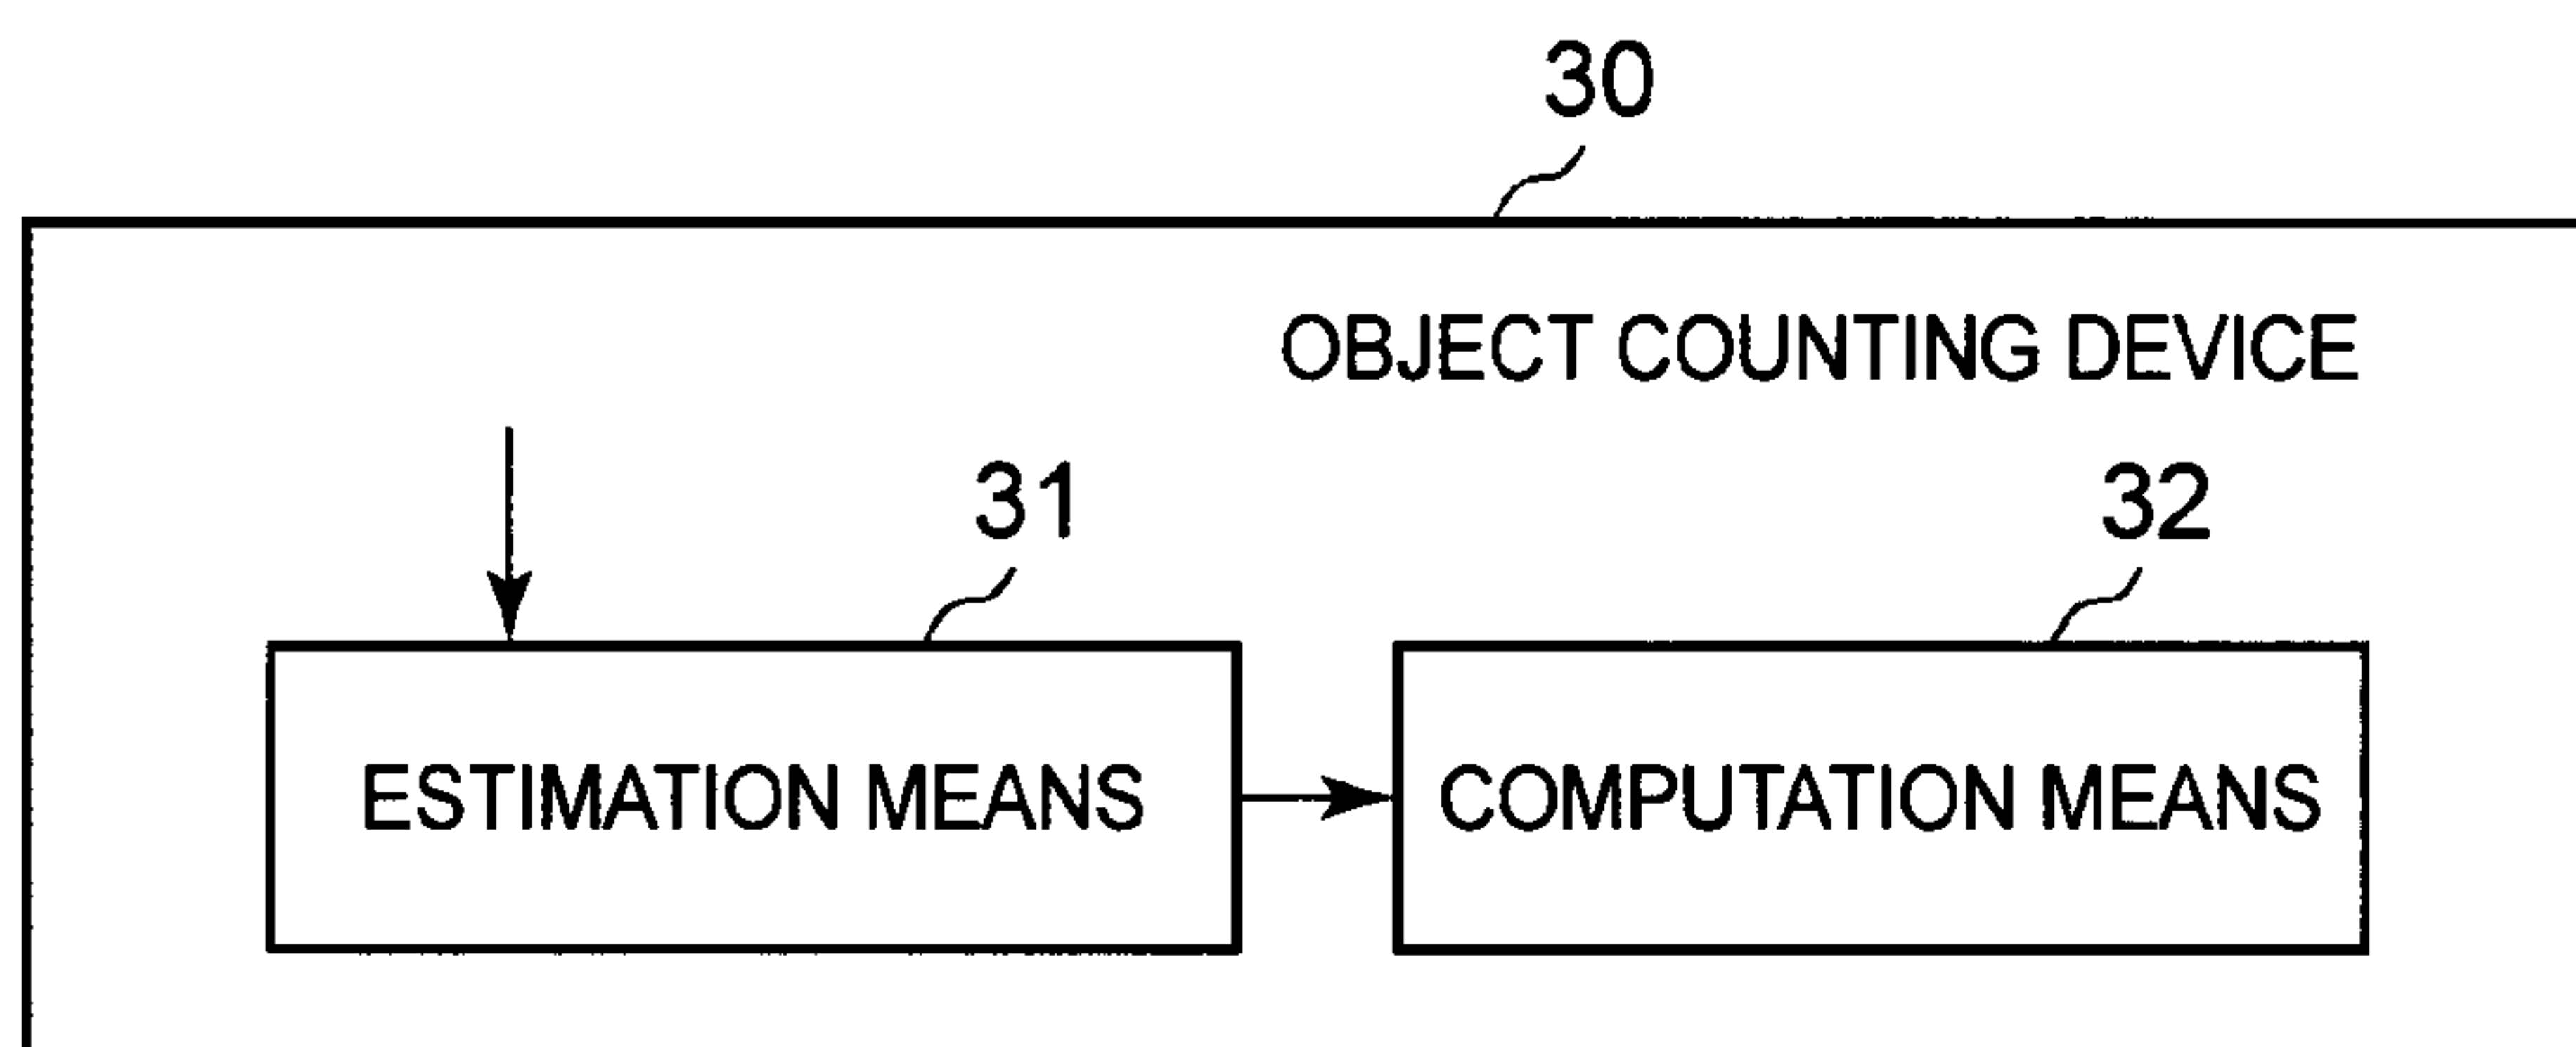 30
OBJECT COUNTING DEVICE
31
32
ESTIMATION MEANS
COMPUTATION MEANS